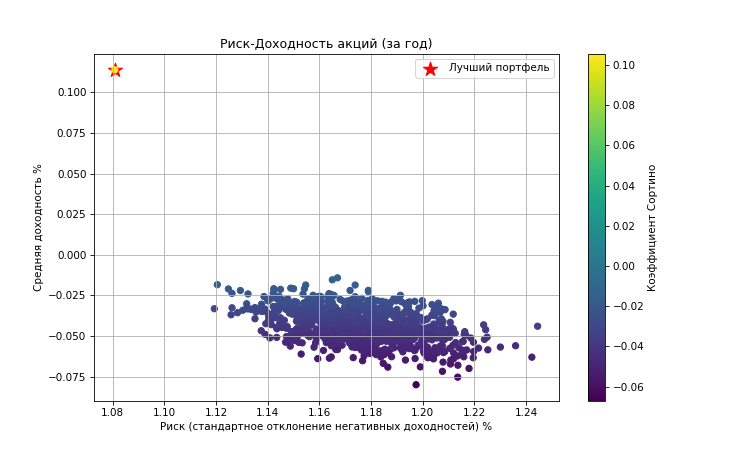 Риск-Доходность акций (за год)
Лучший портфель
Средняя доходность %
0.100
0.075
0.050
0.025
0.000
−0.025
−0.050
−0.075
1.08 1.10 1.12 1.14 1.16 1.18 1.20 1.22 1.24
Риск (стандартное отклонение негативных доходностей) %
0.10
0.08
0.06
0.04
0.02
0.00
−0.02
−0.04
−0.06
Коэффициент Сортино